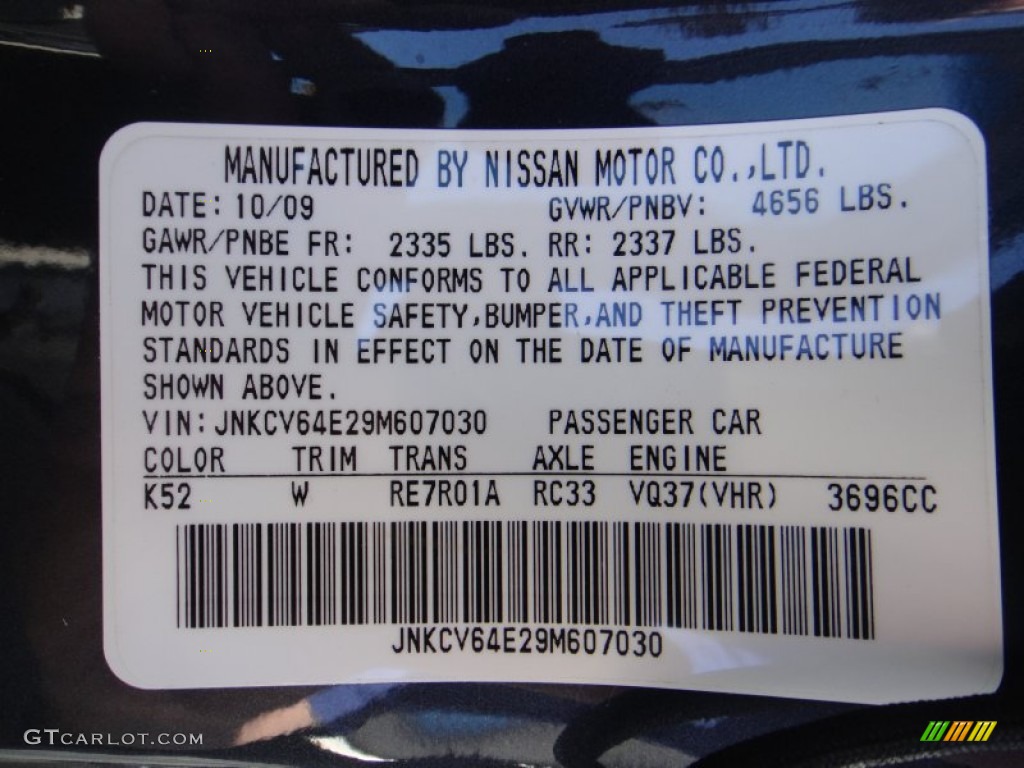 MANUFACTURED BY NISSAN MOTOR CO.,LTD.
DATE: 10/09 GVWR/PNBV: 4656 LBS.
GAWR/PNBE FR: 2335 LBS. RR: 2337 LBS.
THIS VEHICLE CONFORMS TO ALL APPLICABLE FEDERAL
MOTOR VEHICLE SAFETY,BUMPER,AND THEFT PREVENTION
STANDARDS IN EFFECT ON THE DATE OF MANUFACTURE
SHOWN ABOVE.
VIN:JNKCV64E29M607030 PASSENGER CAR
COLOR TRIM TRANS AXLE ENGINE
K52 W RE7R01A RC33 VQ37(VHR) 3696CC
JNKCV64E29M607030
GTCARLOT.COM